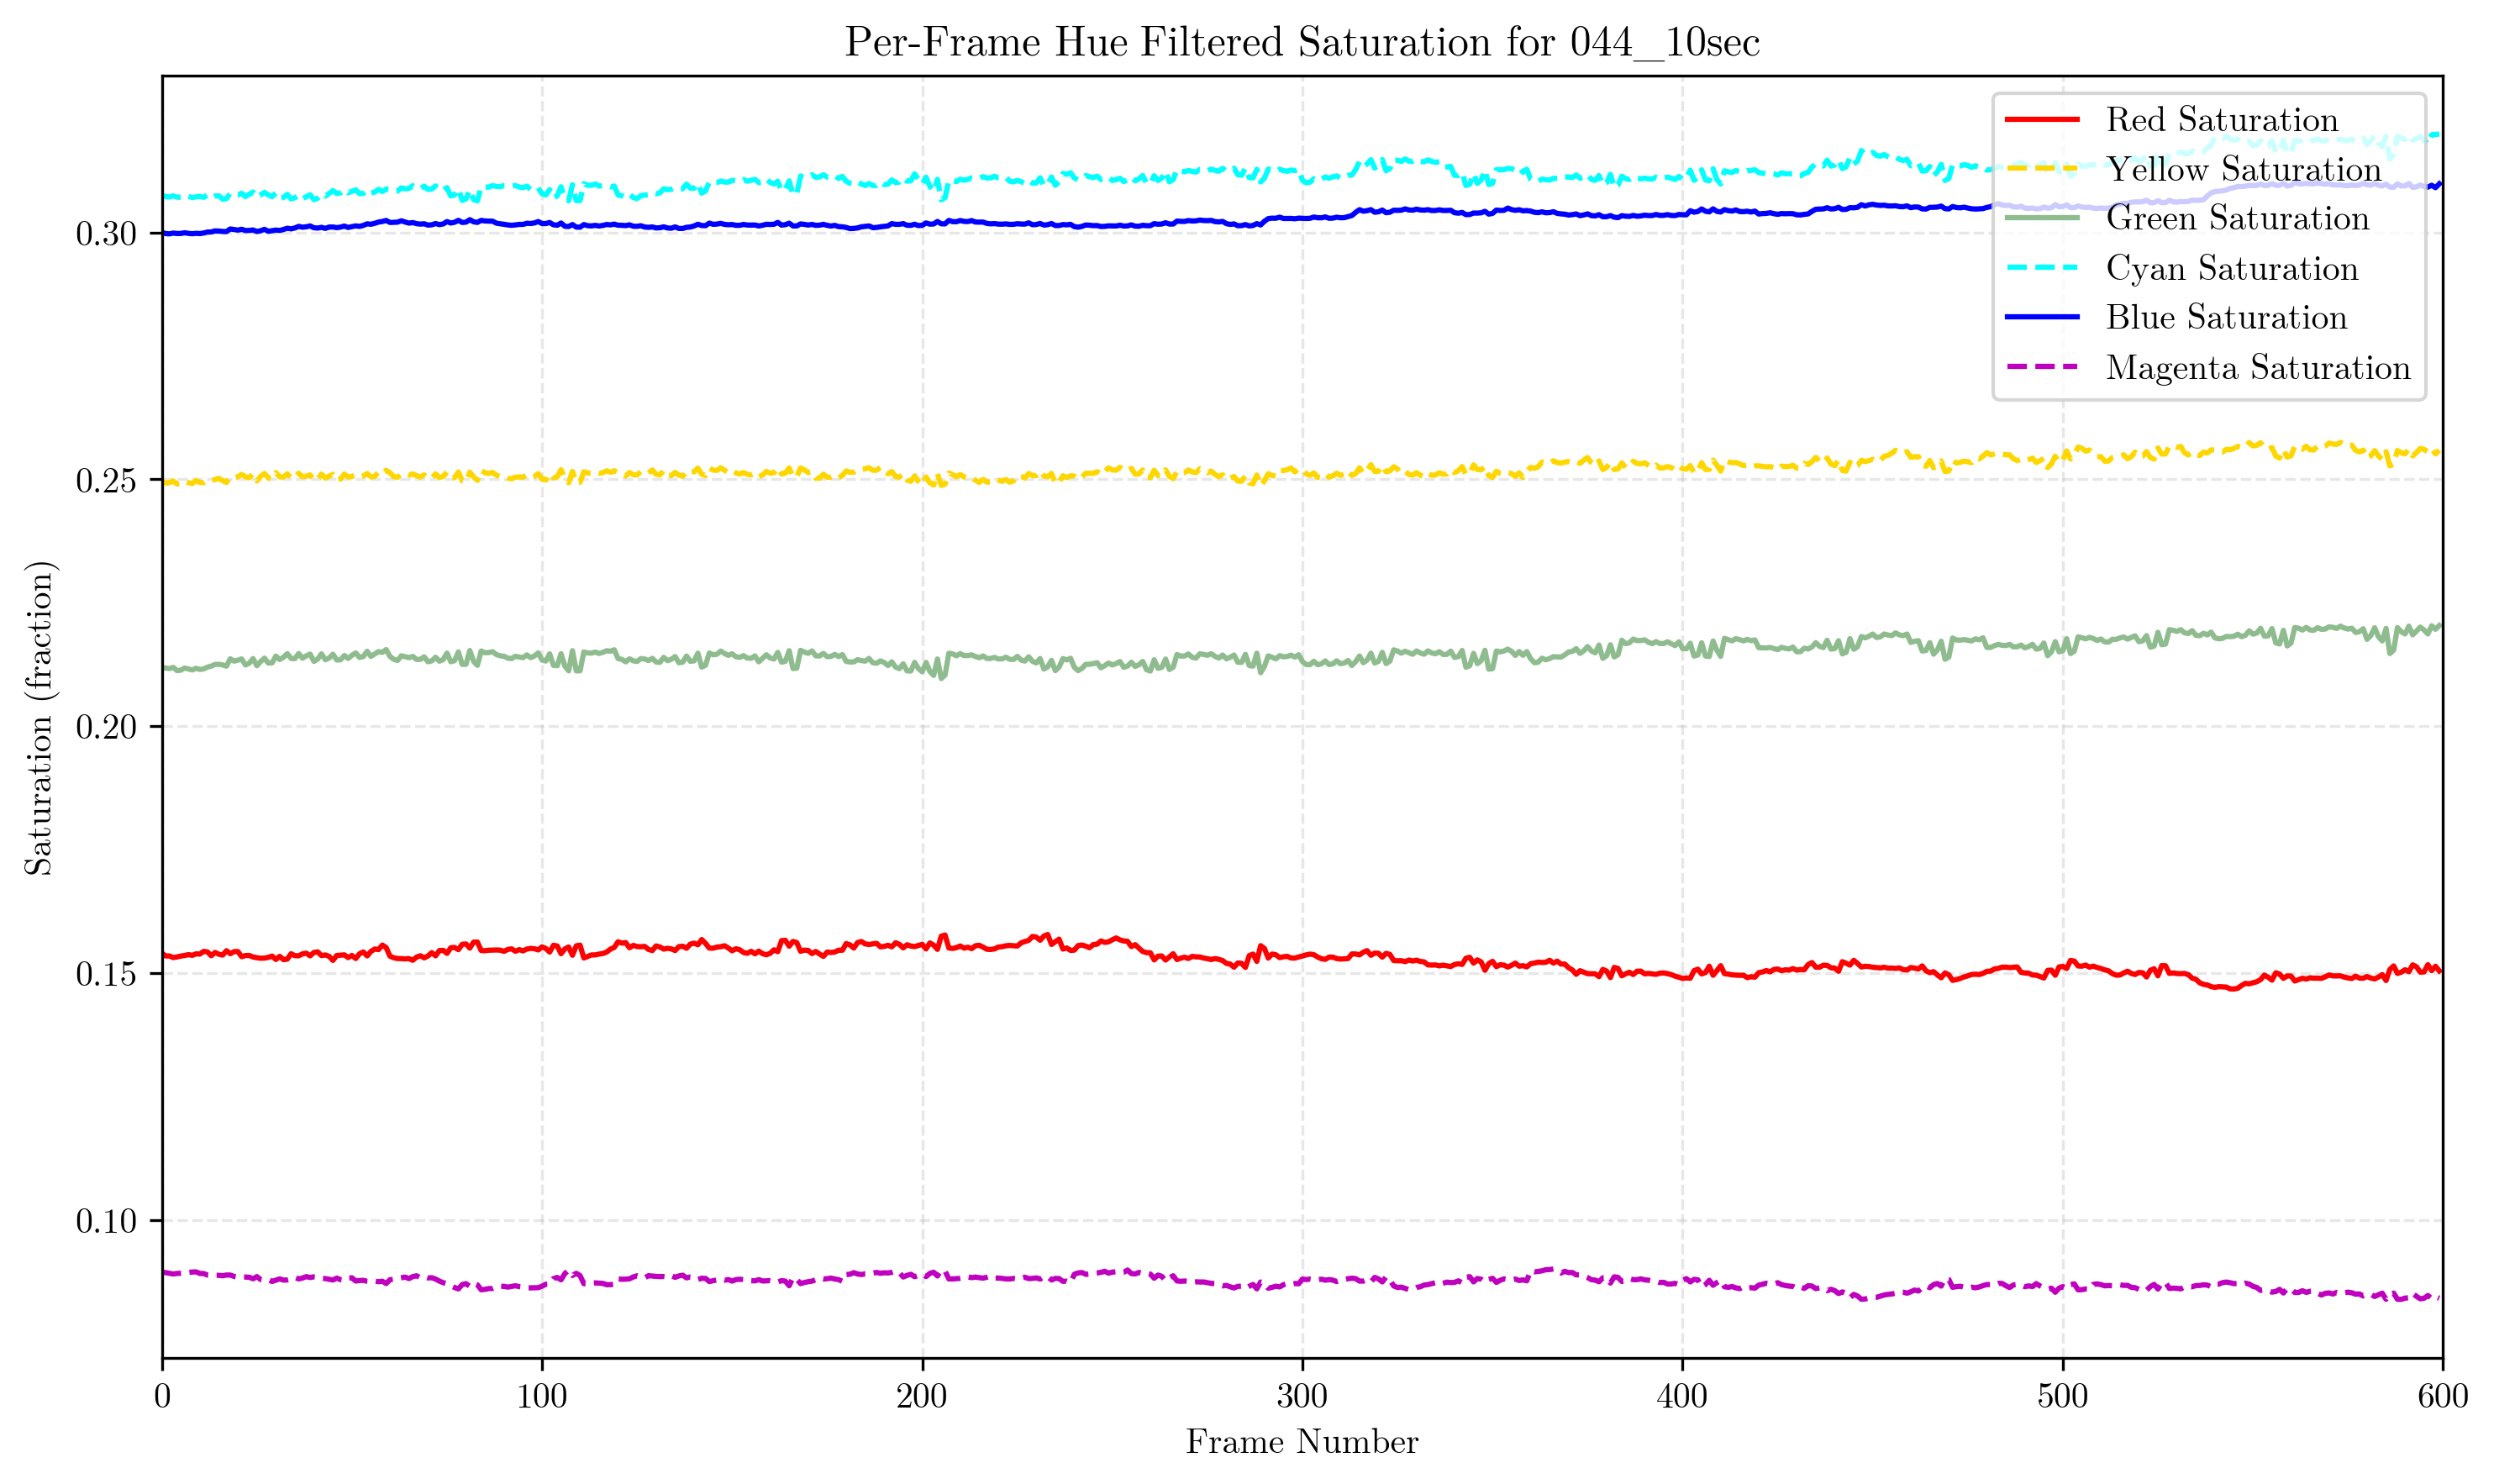 Per-Frame Hue Filtered Saturation for 044_10sec
Red Saturation
Yellow Saturation
Green Saturation
Cyan Saturation
Blue Saturation
Magenta Saturation
Saturation (fraction)
0.30
0.25
0.20
0.15
0.10
0 100 200 300 400 500 600
Frame Number